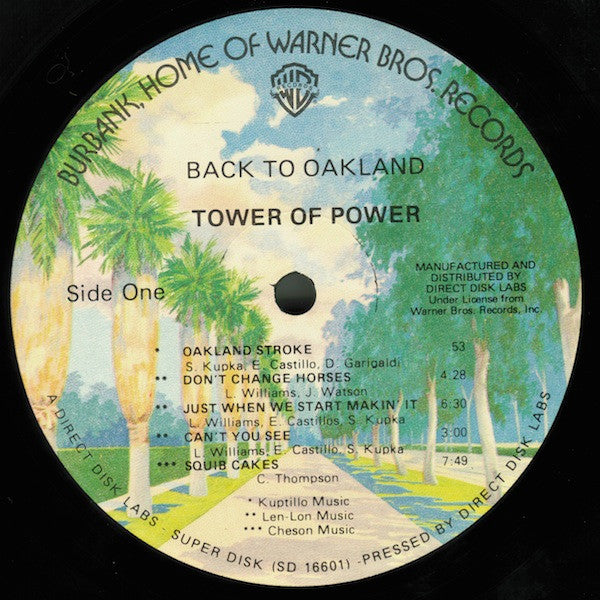 BURBANK, HOME OF WARNER BROS. RECORDS
BACK TO OAKLAND
TOWER OF POWER
Side One
MANUFACTURED AND
DISTRIBUTED BY
DIRECT DISK LABS
Under License from
Warner Bros. Records, Inc.
* OAKLAND STROKE 53
S. Kupka, E. Castillo, D. Garigaldi
** DON'T CHANGE HORSES 4:28
L. Williams, J. Watson
** JUST WHEN WE START MAKIN' IT 6:30
L. Williams, E. Castillos, S. Kupka
** CAN'T YOU SEE 3:00
L. Williams, E. Castillo, S. Kupka
*** SQUIB CAKES 7:49
C. Thompson
* Kuptillo Music
** Len-Lon Music
*** Cheson Music
A DIRECT DISK LABS - SUPER DISK (SD 16601) - PRESSED BY DIRECT DISK LABS